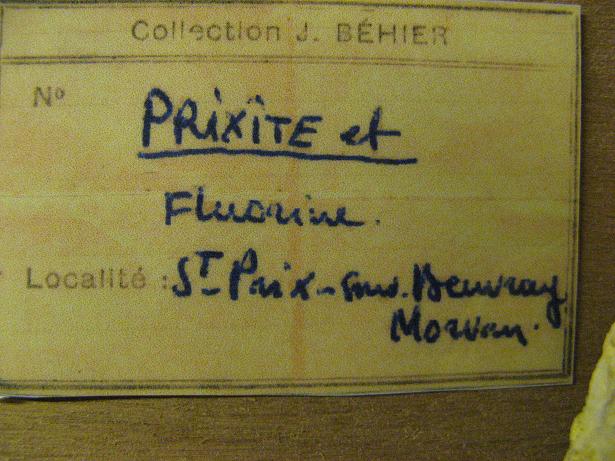 Collection J. BÉHIER
N°
PRIXITE et
Fluorine.
Localité : St Prix-sous-Beuvray
Morvan.